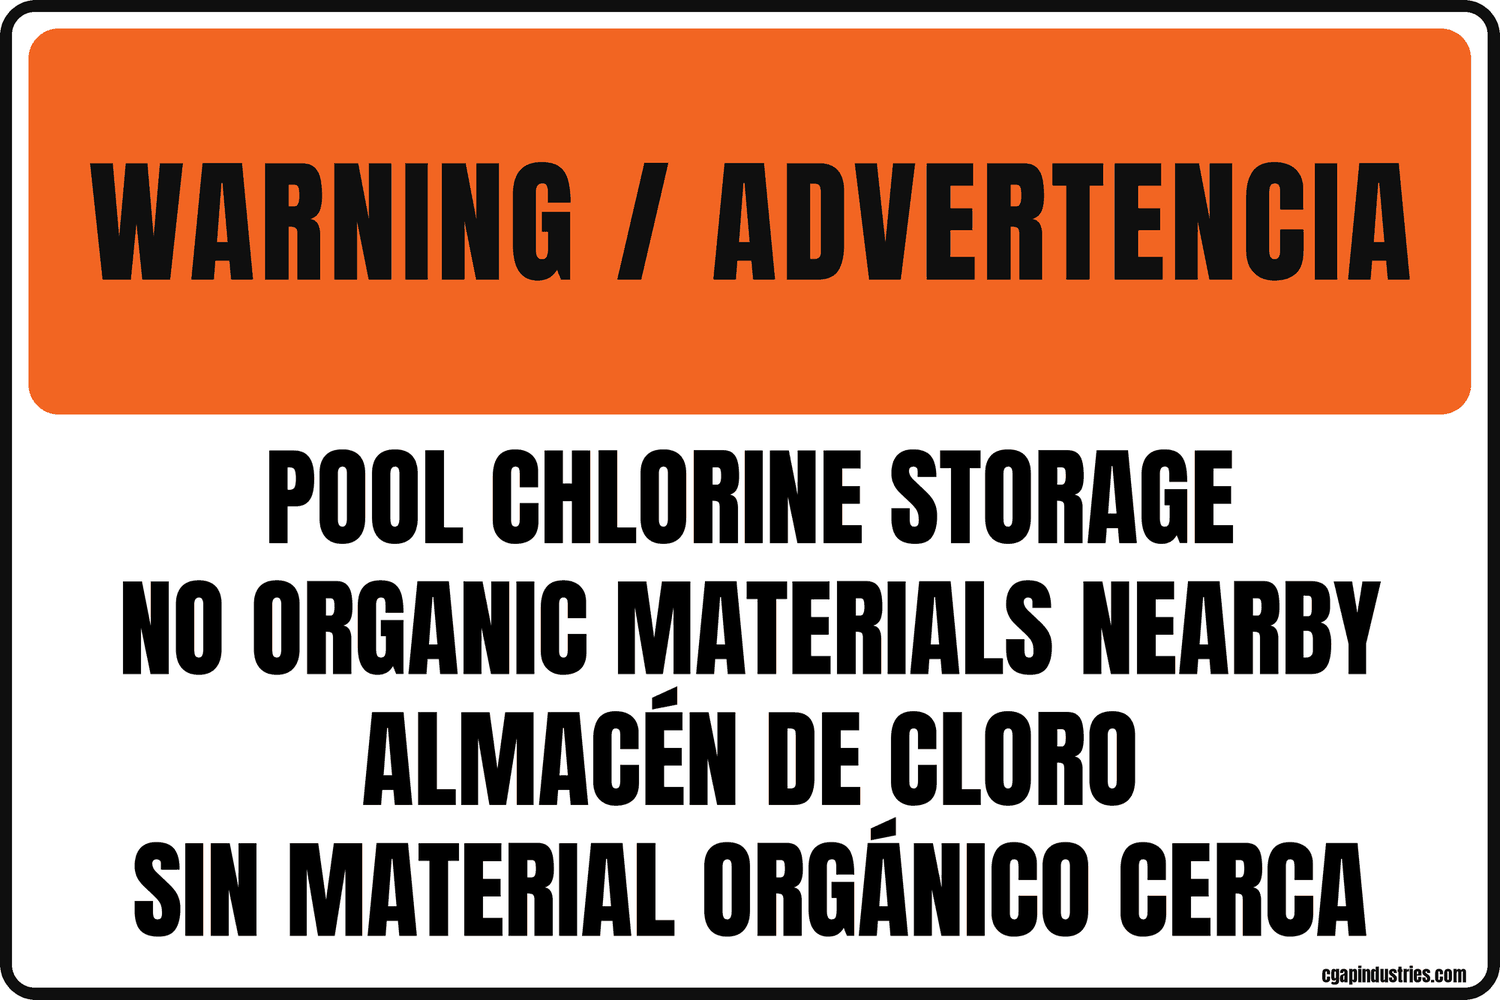 WARNING / ADVERTENCIA
POOL CHLORINE STORAGE
NO ORGANIC MATERIALS NEARBY
ALMACÉN DE CLORO
SIN MATERIAL ORGÁNICO CERCA
cgapindustries.com